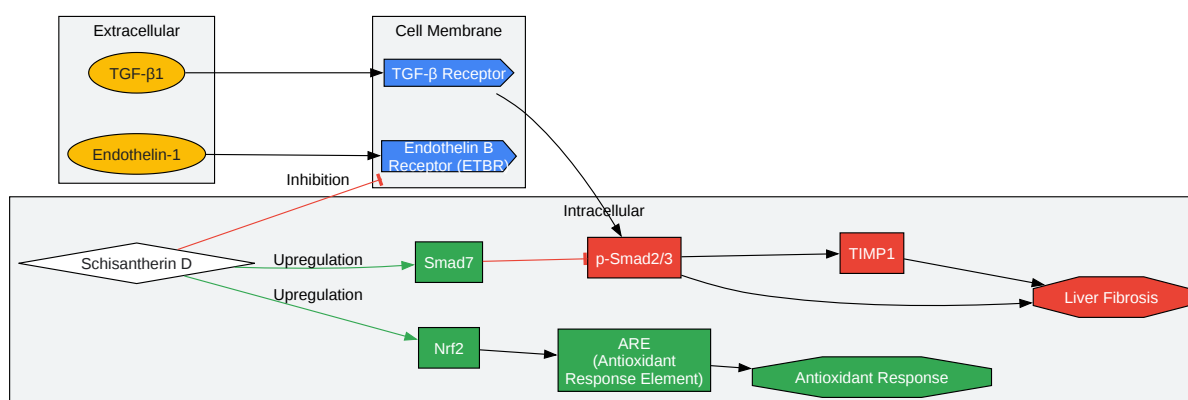 Extracellular
Cell Membrane
TGF-β1
TGF-β Receptor
Endothelin-1
Endothelin B
Receptor (ETBR)
Inhibition
Intracellular
Schisantherin D
Upregulation
Smad7
p-Smad2/3
TIMP1
Upregulation
Liver Fibrosis
Nrf2
ARE
(Antioxidant
Response Element)
Antioxidant Response